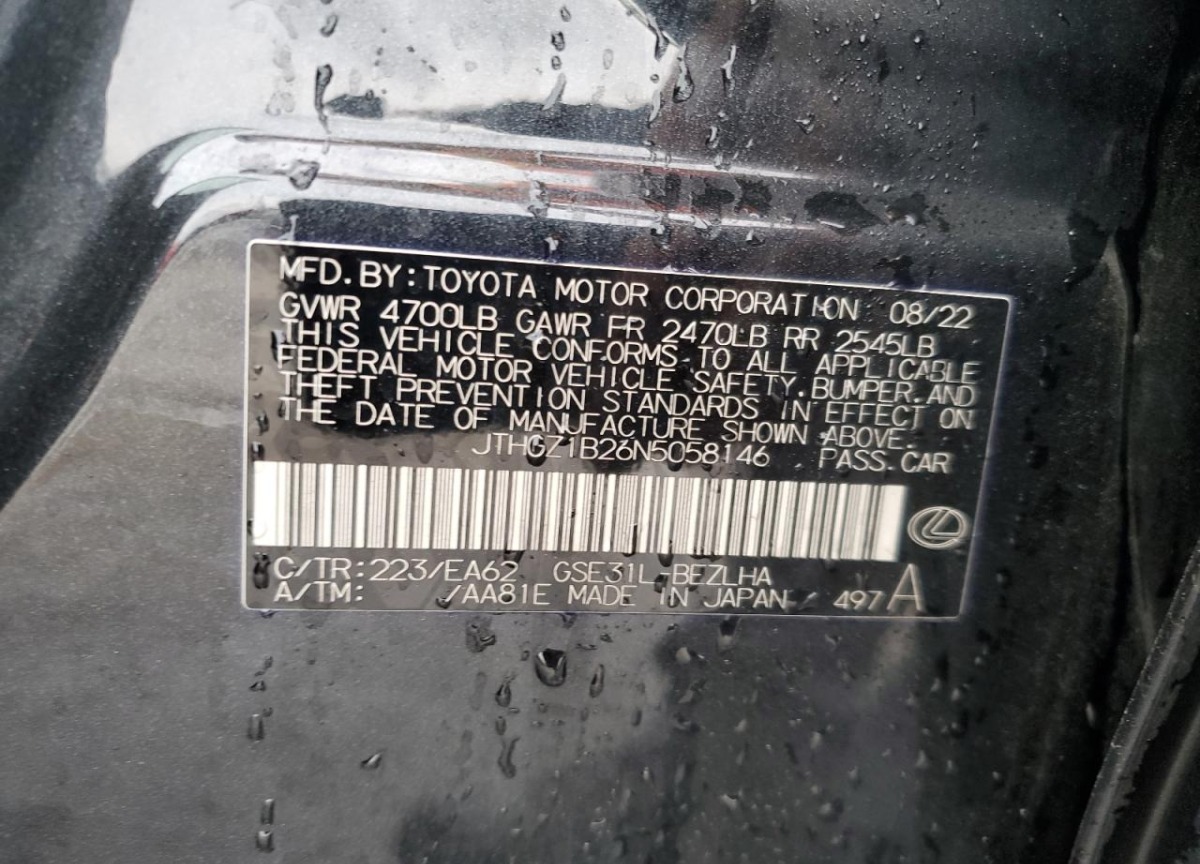 MFD. BY: TOYOTA MOTOR CORPORATION 08/22
GVWR 4700LB GAWR FR 2470LB RR 2545LB
THIS VEHICLE CONFORMS TO ALL APPLICABLE
FEDERAL MOTOR VEHICLE SAFETY, BUMPER, AND
THEFT PREVENTION STANDARDS IN EFFECT ON
THE DATE OF MANUFACTURE SHOWN ABOVE.
JTHGZ1B26N5058146 PASS. CAR
C/TR: 223/EA62 GSE31L-BEZLHA
A/TM: /AA81E MADE IN JAPAN 497 A